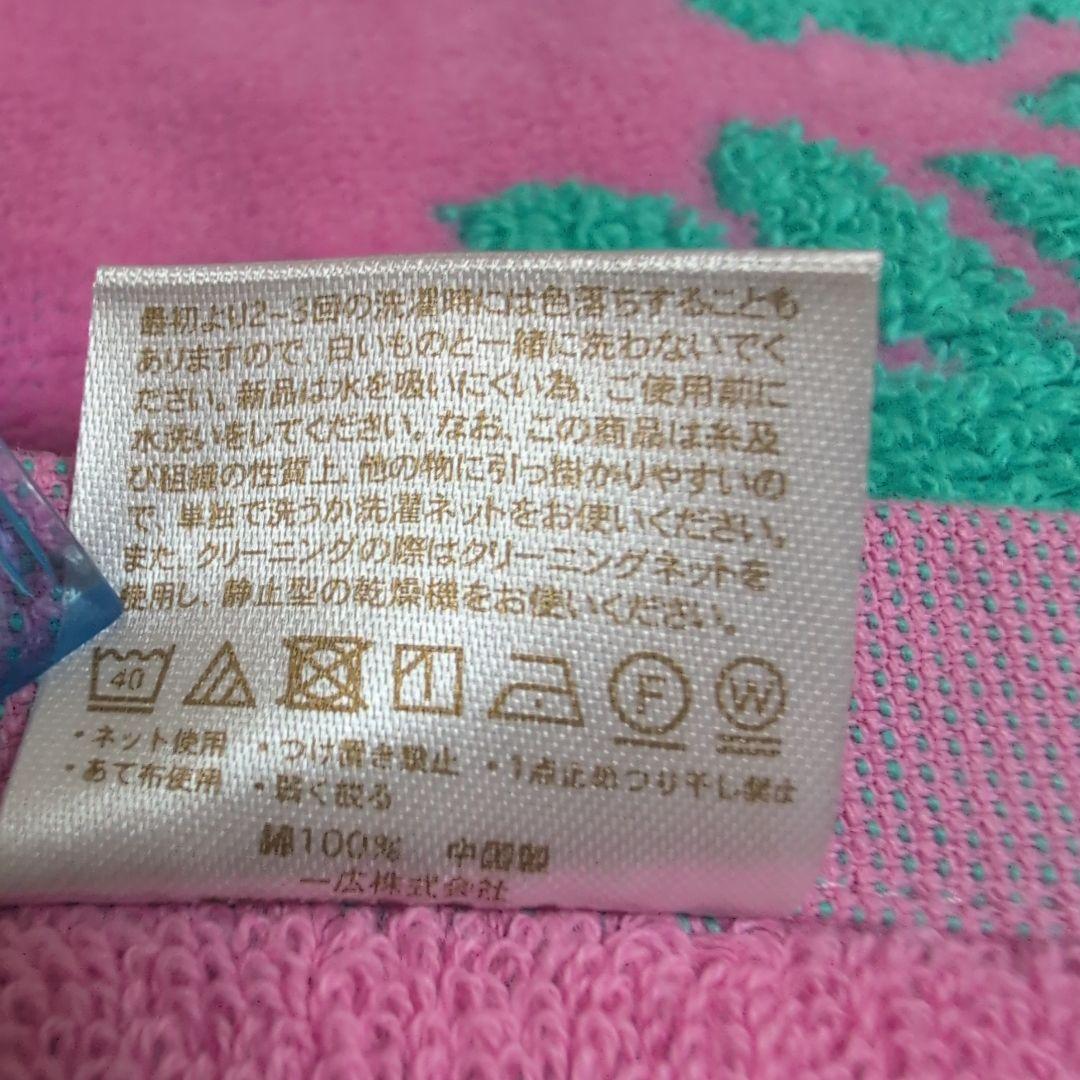 最初より2~3回の洗濯時には色落ちすることも
ありますので、白いものと一緒に洗わないでく
ださい。新品は水を吸いにくい為、ご使用前に
水洗いをしてください。なお、この商品は糸及
び組織の性質上、他の物に引っ掛かりやすいの
で、単独で洗うか洗濯ネットをお使いください。
また、クリーニングの際はクリーニングネットを
使用し、静止型の乾燥機をお使いください。
40 F W
・ネット使用 ・つけ置き禁止 ・1点止めつり干し禁止
・あて布使用 ・弱く絞る
綿100% 中国製
一広株式会社